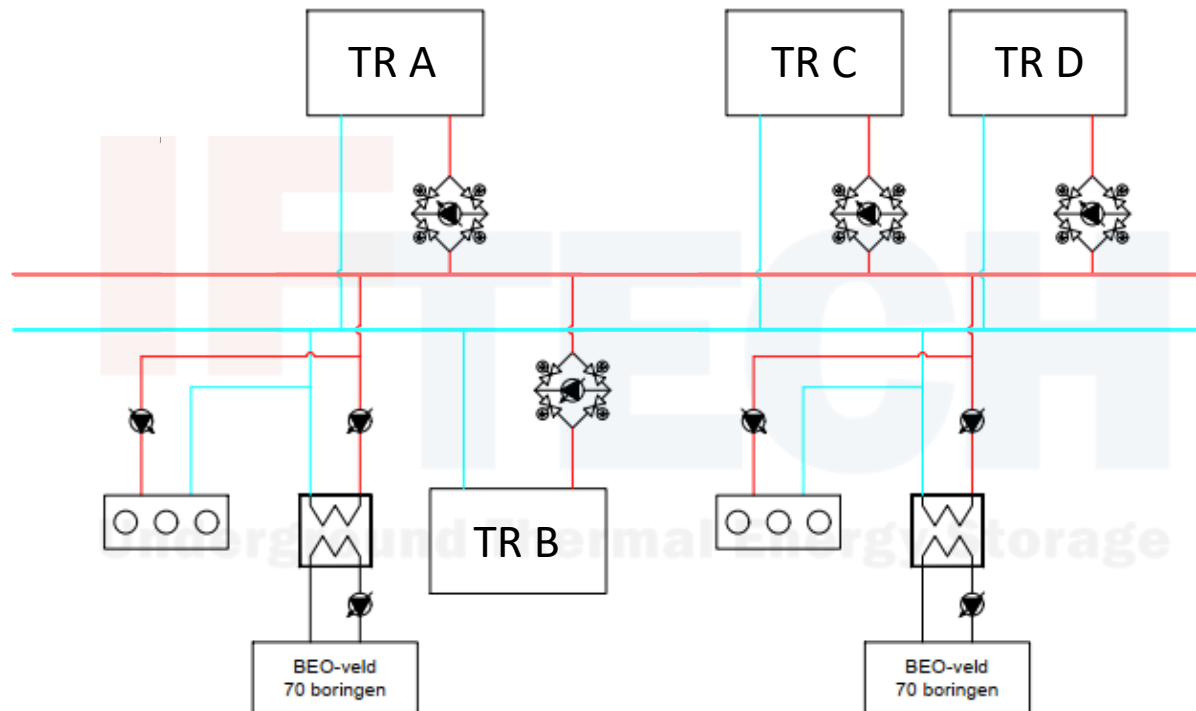 TR A
TR C
TR D
IFTECH
Underground Thermal Energy Storage
TR B
BEO-veld
70 boringen
BEO-veld
70 boringen